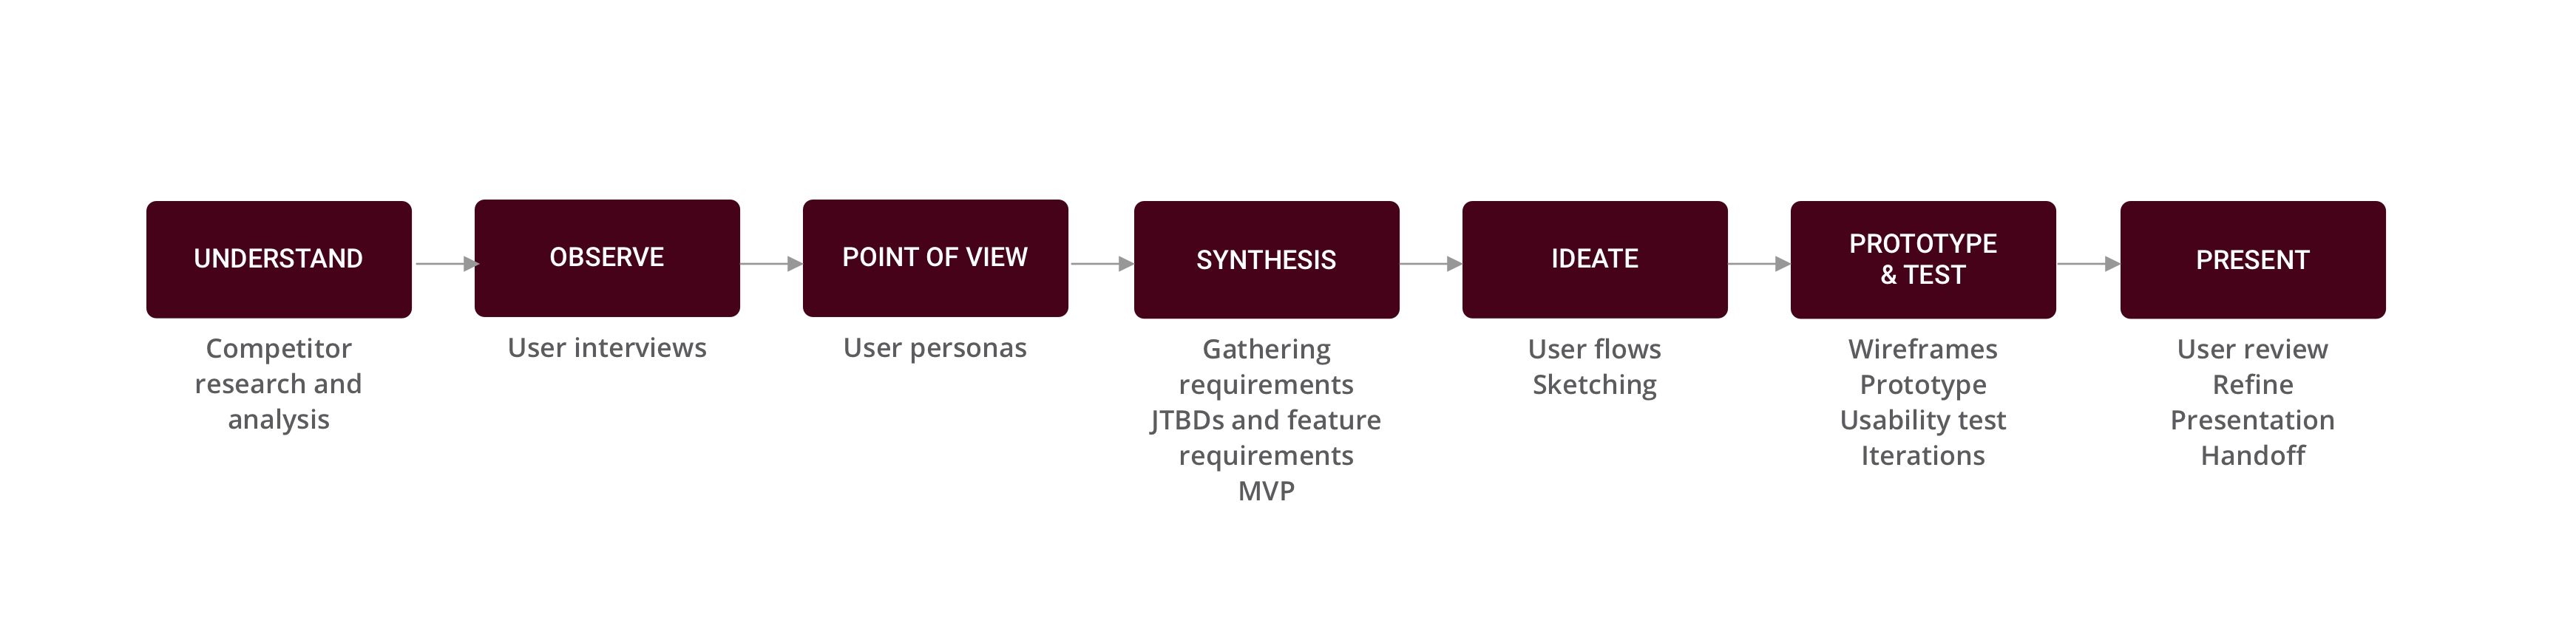 UNDERSTAND
Competitor
research and
analysis
OBSERVE
User interviews
POINT OF VIEW
User personas
SYNTHESIS
Gathering
requirements
JTBDs and feature
requirements
MVP
IDEATE
User flows
Sketching
PROTOTYPE
& TEST
Wireframes
Prototype
Usability test
Iterations
PRESENT
User review
Refine
Presentation
Handoff